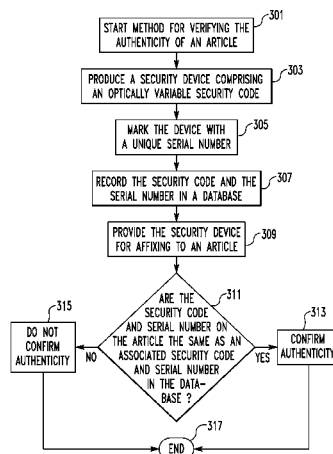 301
START METHOD FOR VERIFYING THE
AUTHENTICITY OF AN ARTICLE
303
PRODUCE A SECURITY DEVICE COMPRISING
AN OPTICALLY VARIABLE SECURITY CODE
305
MARK THE DEVICE WITH
A UNIQUE SERIAL NUMBER
307
RECORD THE SECURITY CODE AND THE
SERIAL NUMBER IN A DATABASE
309
PROVIDE THE SECURITY DEVICE
FOR AFFIXING TO AN ARTICLE
311
ARE THE
SECURITY CODE
AND SERIAL NUMBER ON
THE ARTICLE THE SAME AS AN
ASSOCIATED SECURITY CODE
AND SERIAL NUMBER
IN THE DATA-
BASE ?
315
DO NOT
CONFIRM
AUTHENTICITY
NO
YES
313
CONFIRM
AUTHENTICITY
317
END